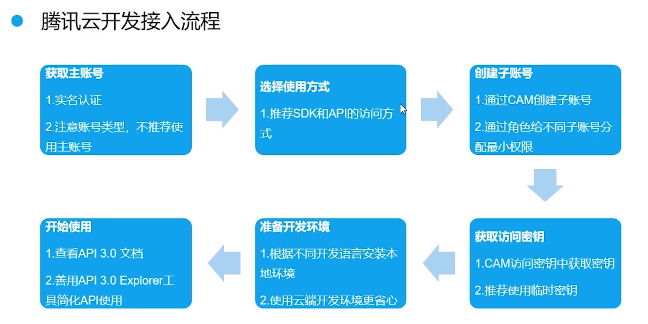 腾讯云开发接入流程
获取主账号
1.实名认证
2.注意账号类型，不推荐使
用主账号
选择使用方式
1.推荐SDK和API的访问方
式
创建子账号
1.通过CAM创建子账号
2.通过角色给不同子账号分
配最小权限
获取访问密钥
1.CAM访问密钥中获取密钥
2.推荐使用临时密钥
准备开发环境
1.根据不同开发语言安装本
地环境
2.使用云端开发环境更省心
开始使用
1.查看API 3.0 文档
2.善用API 3.0 Explorer工
具简化API使用